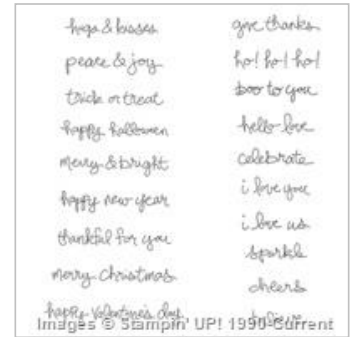 hugs & kisses
peace & joy
trick or treat
happy halloween
merry & bright
happy new year
thankful for you
merry Christmas
happy Valentine's day
give thanks
ho! ho! ho!
boo to you
hello love
celebrate
i love you
i love us
sparkle
cheers
believe
Images © Stampin' UP! 1990-Current